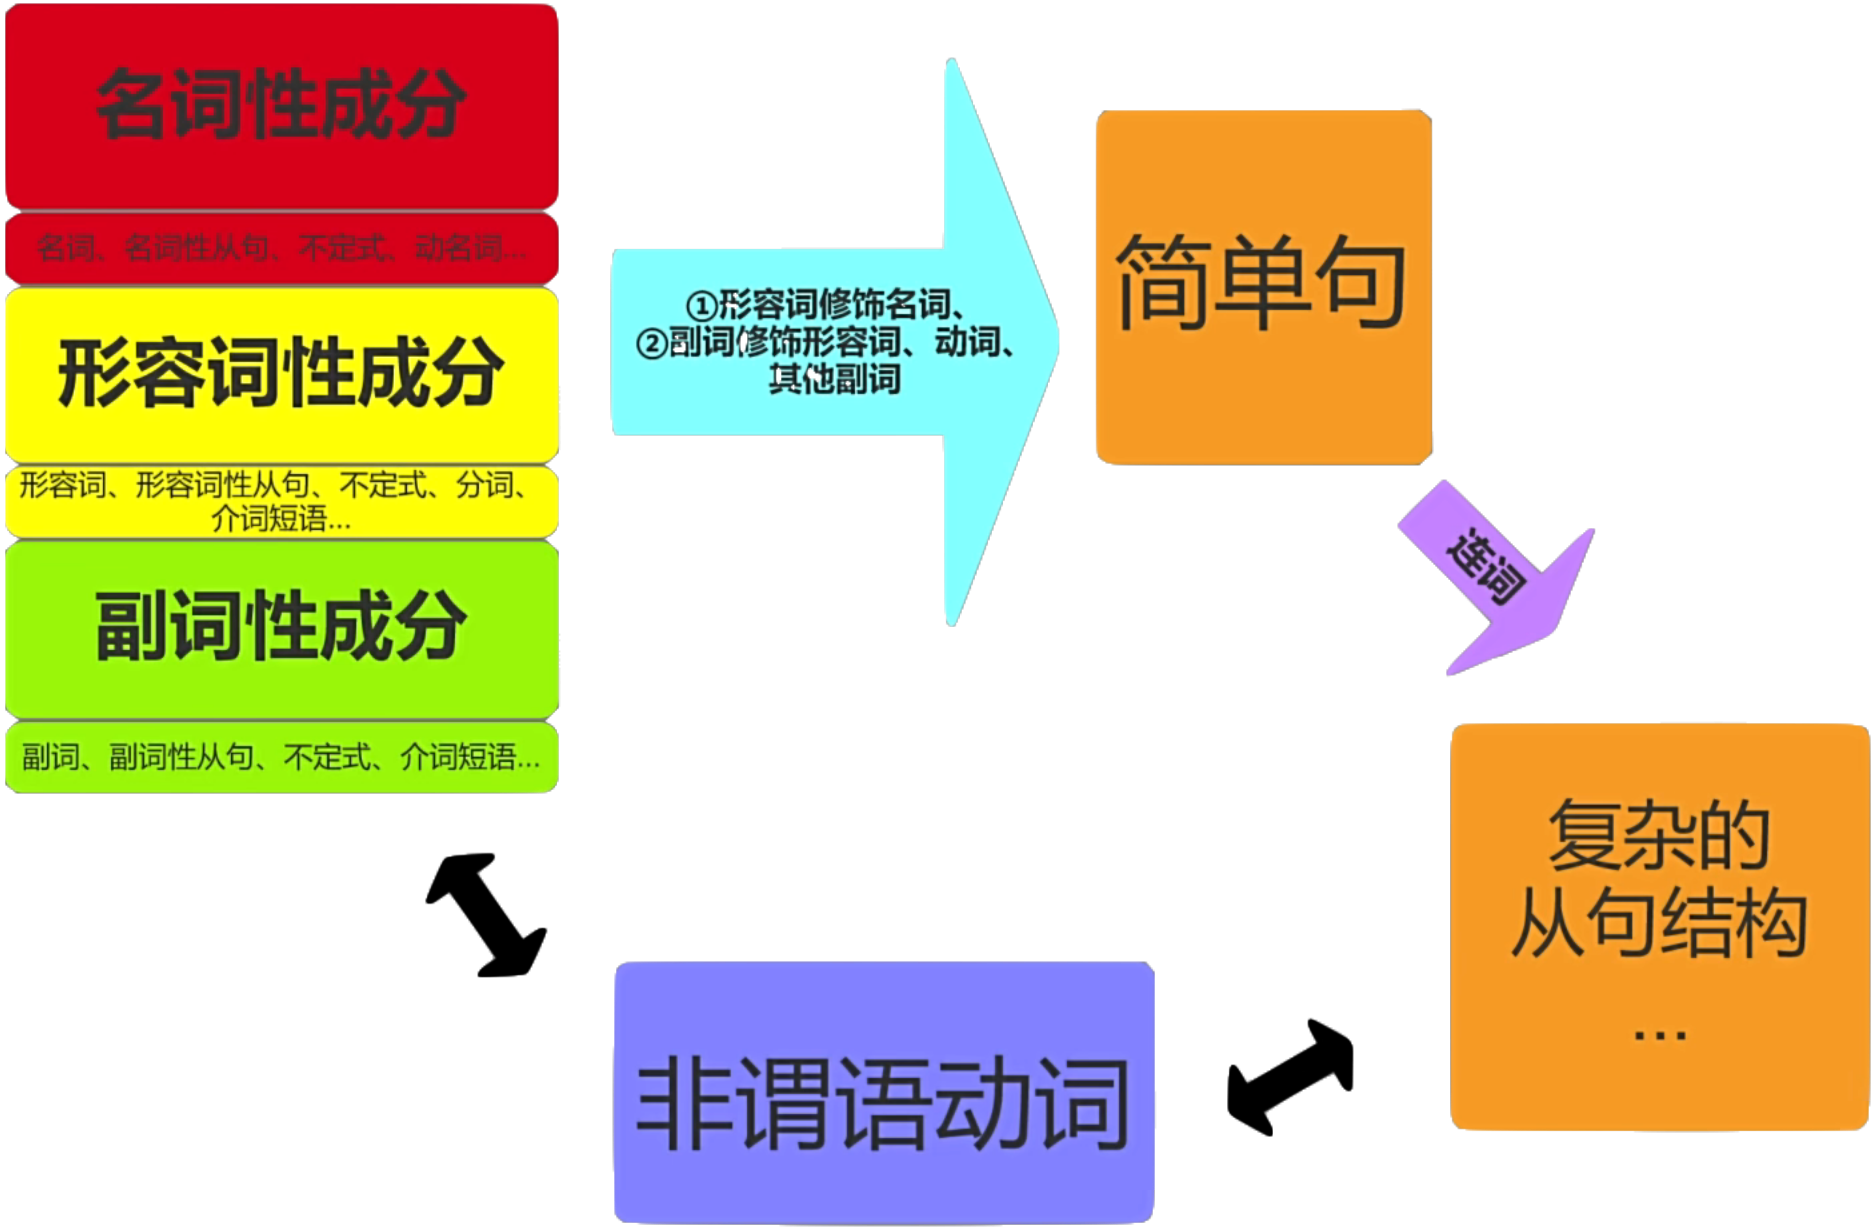 名词性成分
名词、名词性从句、不定式、动名词...
形容词性成分
形容词、形容词性从句、不定式、分词、
介词短语...
副词性成分
副词、副词性从句、不定式、介词短语...
①形容词修饰名词、
②副词修饰形容词、动词、
其他副词
简单句
连词
复杂的
从句结构
...
非谓语动词